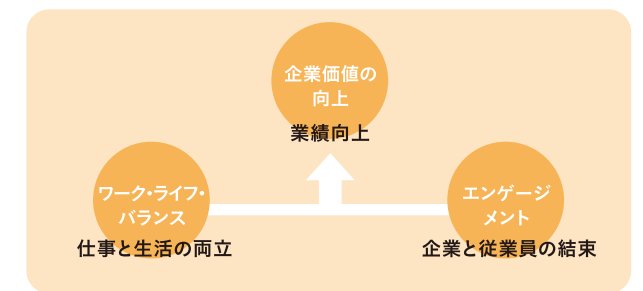 企業価値の
向上
業績向上
ワーク・ライフ・
バランス
仕事と生活の両立
エンゲージ
メント
企業と従業員の結束